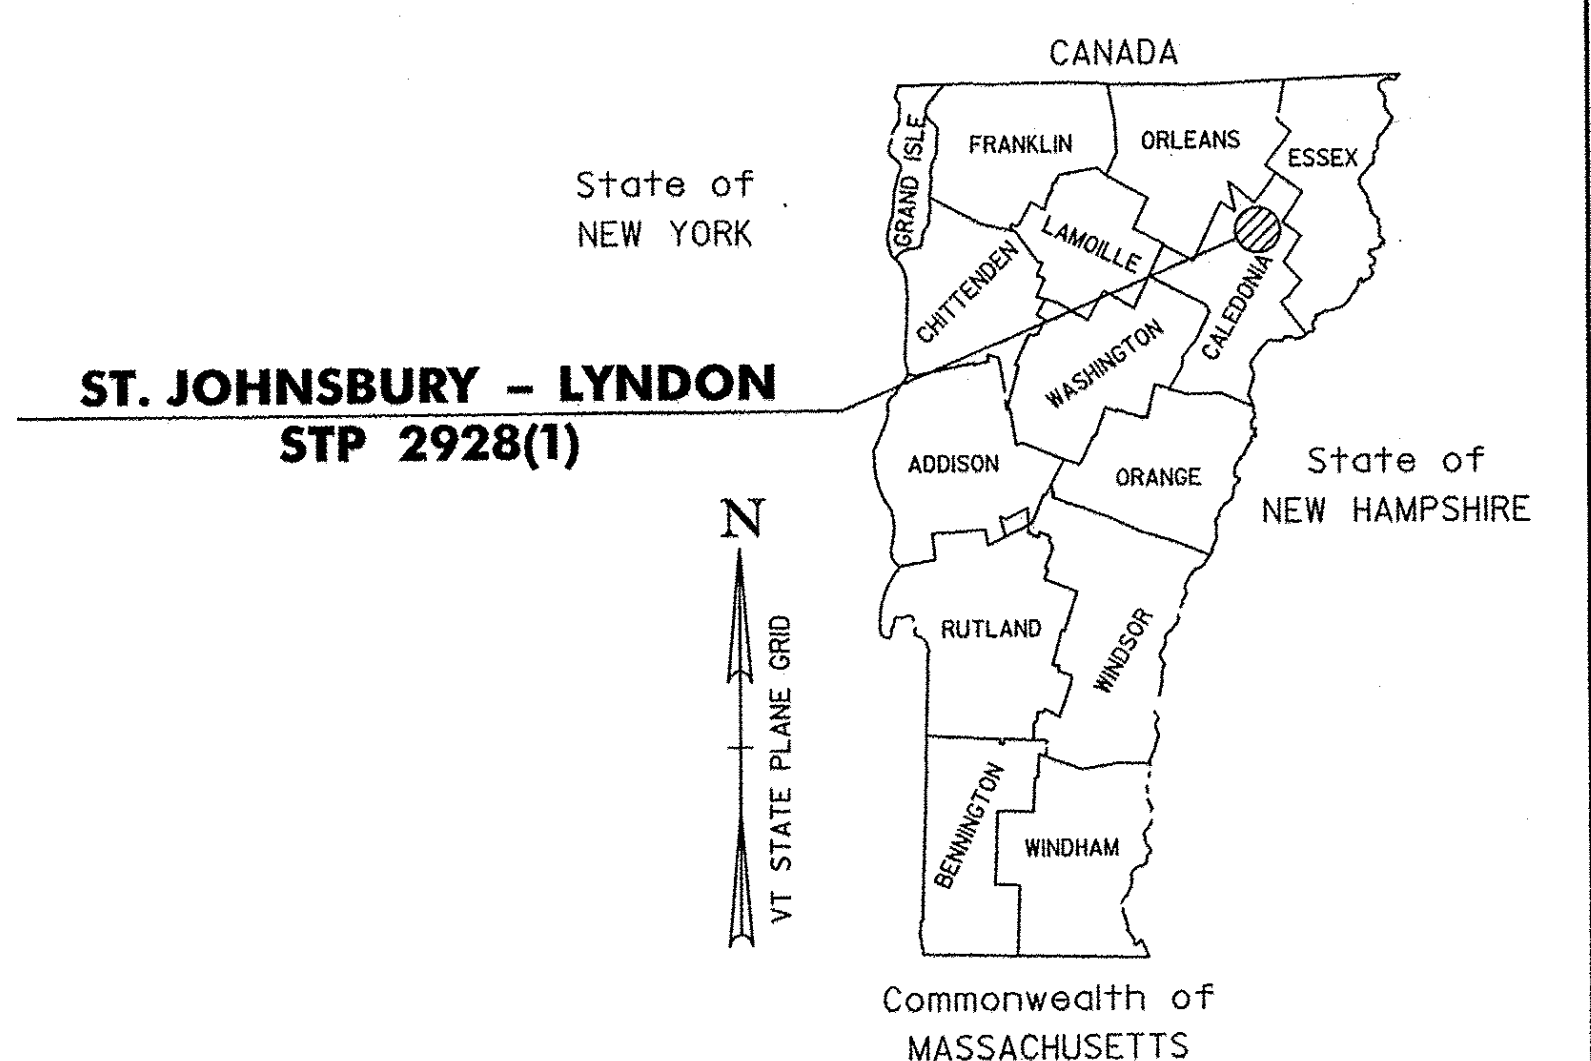 CANADA
State of
NEW YORK
GRAND ISLE
FRANKLIN
ORLEANS
ESSEX
LAMOILLE
CHITTENDEN
CALEDONIA
WASHINGTON
ST. JOHNSBURY - LYNDON
STP 2928(1)
ADDISON
ORANGE
State of
NEW HAMPSHIRE
N
VT STATE PLANE GRID
RUTLAND
WINDSOR
BENNINGTON
WINDHAM
Commonwealth of
MASSACHUSETTS